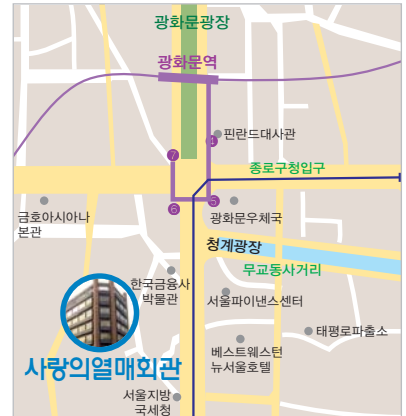 광화문광장
광화문역
핀란드대사관
4
7
종로구청입구
5
6
금호아시아나
본관
광화문우체국
청계광장
무교동사거리
한국금융사
박물관
서울파이낸스센터
태평로파출소
베스트웨스턴
뉴서울호텔
사랑의열매회관
서울지방
국세청